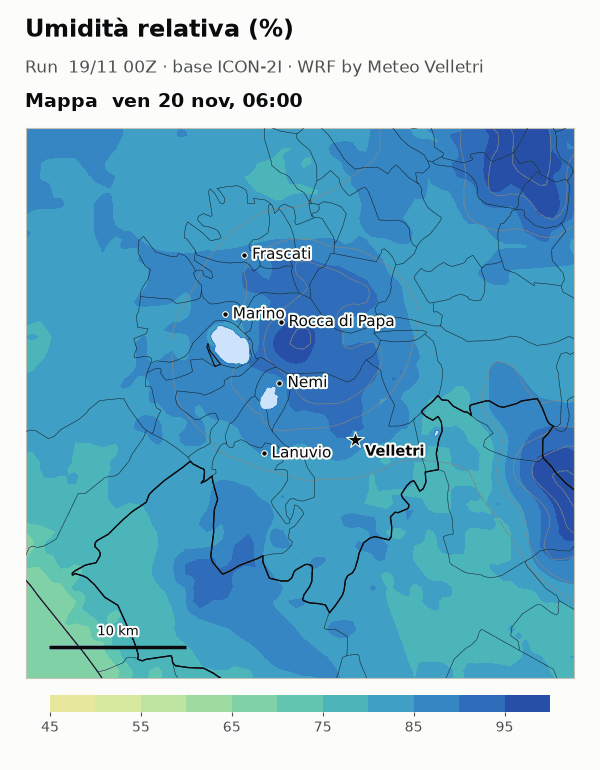 Umidità relativa (%)
Run  19/11 00Z · base ICON-2I · WRF by Meteo Velletri
Mappa  ven 20 nov, 06:00
Frascati
Marino
Rocca di Papa
Nemi
Velletri
Lanuvio
10 km
45 55 65 75 85 95